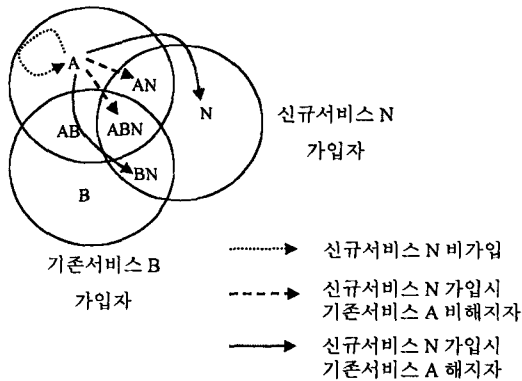 A
AN
N
AB
ABN
BN
B
신규서비스 N
가입자
기존서비스 B
가입자
신규서비스 N 비가입
신규서비스 N 가입시
기존서비스 A 비해지자
신규서비스 N 가입시
기존서비스 A 해지자